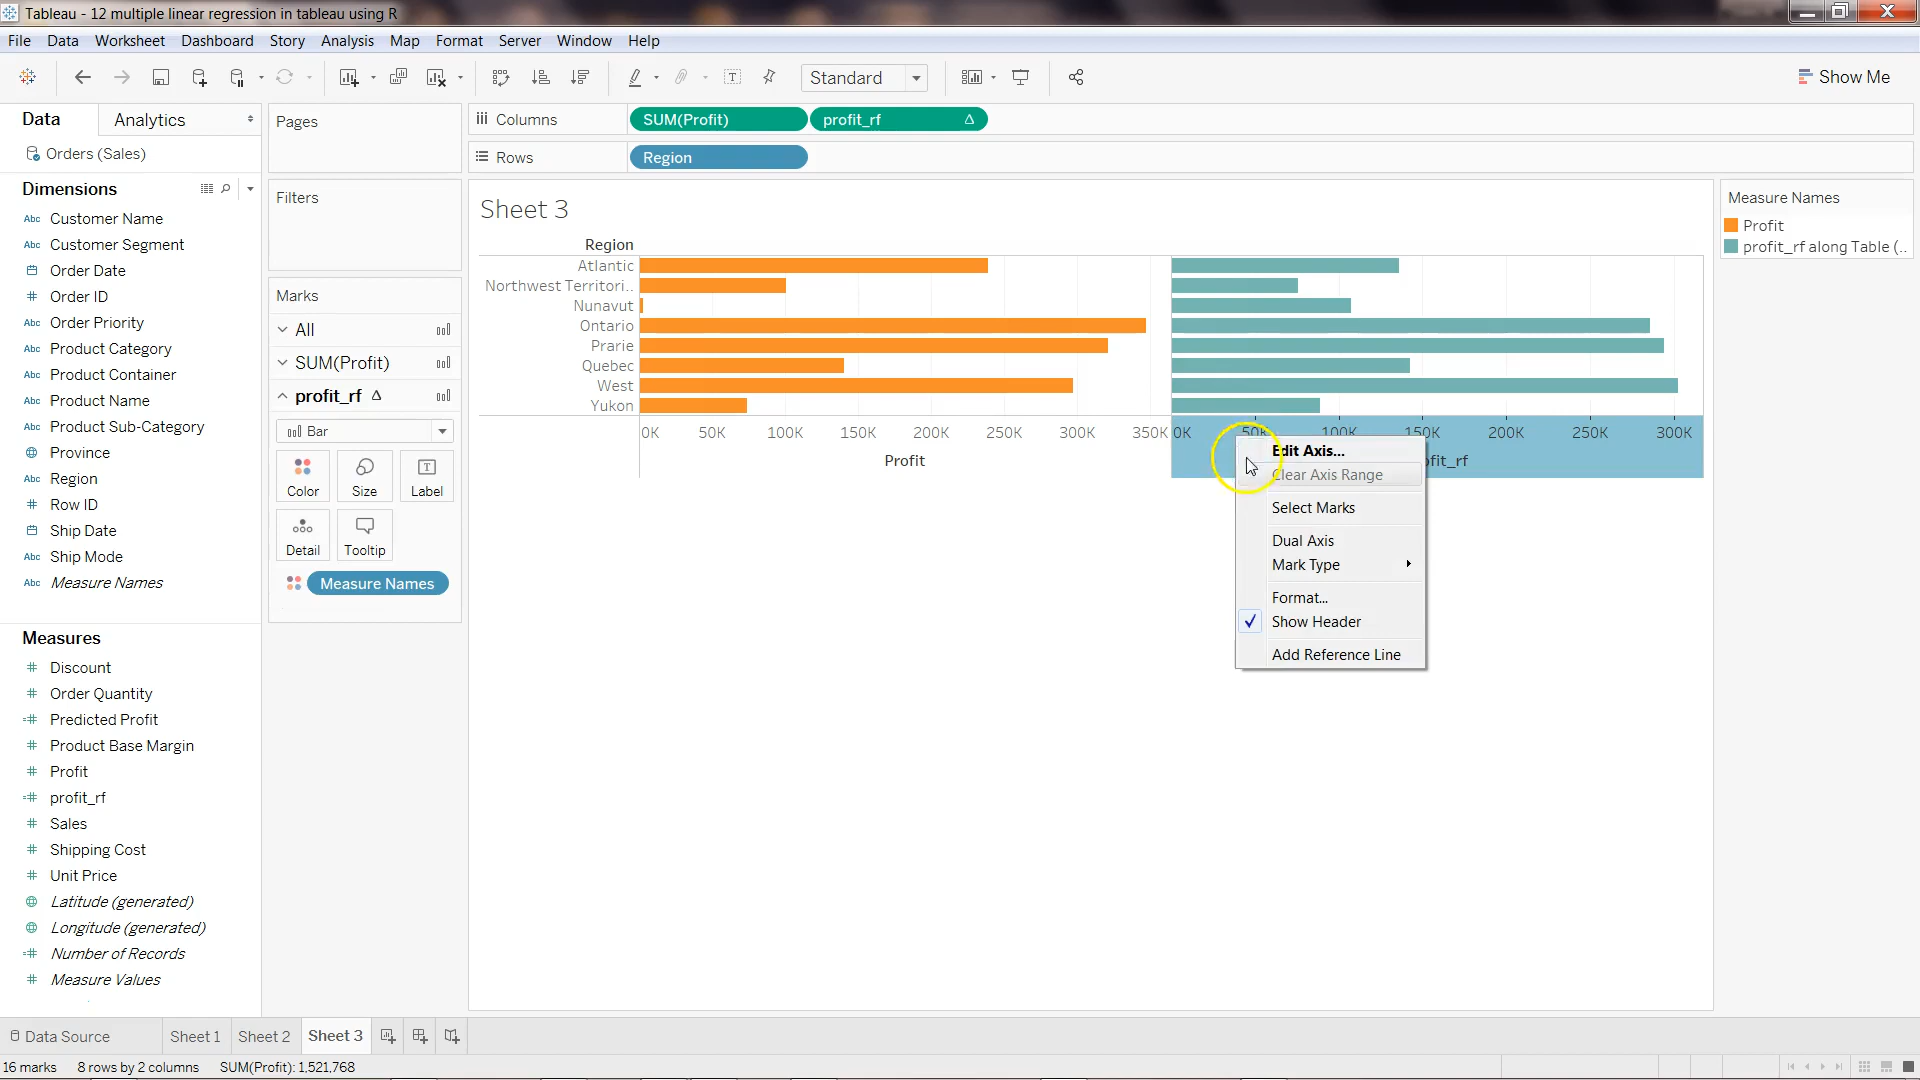 Tableau - 12 multiple linear regression in tableau using R
File Data Worksheet Dashboard Story Analysis Map Format Server Window Help
Standard
Show Me
Data Analytics
Orders (Sales)
Dimensions
Customer Name
Customer Segment
Order Date
Order ID
Order Priority
Product Category
Product Container
Product Name
Product Sub-Category
Province
Region
Row ID
Ship Date
Ship Mode
Measure Names
Measures
Discount
Order Quantity
Predicted Profit
Product Base Margin
Profit
profit_rf
Sales
Shipping Cost
Unit Price
Latitude (generated)
Longitude (generated)
Number of Records
Measure Values
Pages
Filters
Marks
All
SUM(Profit)
profit_rf
Bar
Color Size Label
Detail Tooltip
Measure Names
Columns SUM(Profit) profit_rf
Rows Region
Sheet 3
Region
Atlantic
Northwest Territori..
Nunavut
Ontario
Prarie
Quebec
West
Yukon
0K 50K 100K 150K 200K 250K 300K 350K
Profit
0K 50K 100K 150K 200K 250K 300K
Edit Axis...
Clear Axis Range
Select Marks
Dual Axis
Mark Type
Format...
Show Header
Add Reference Line
Measure Names
Profit
profit_rf along Table (..
Data Source Sheet 1 Sheet 2 Sheet 3
16 marks 8 rows by 2 columns SUM(Profit): 1,521,768